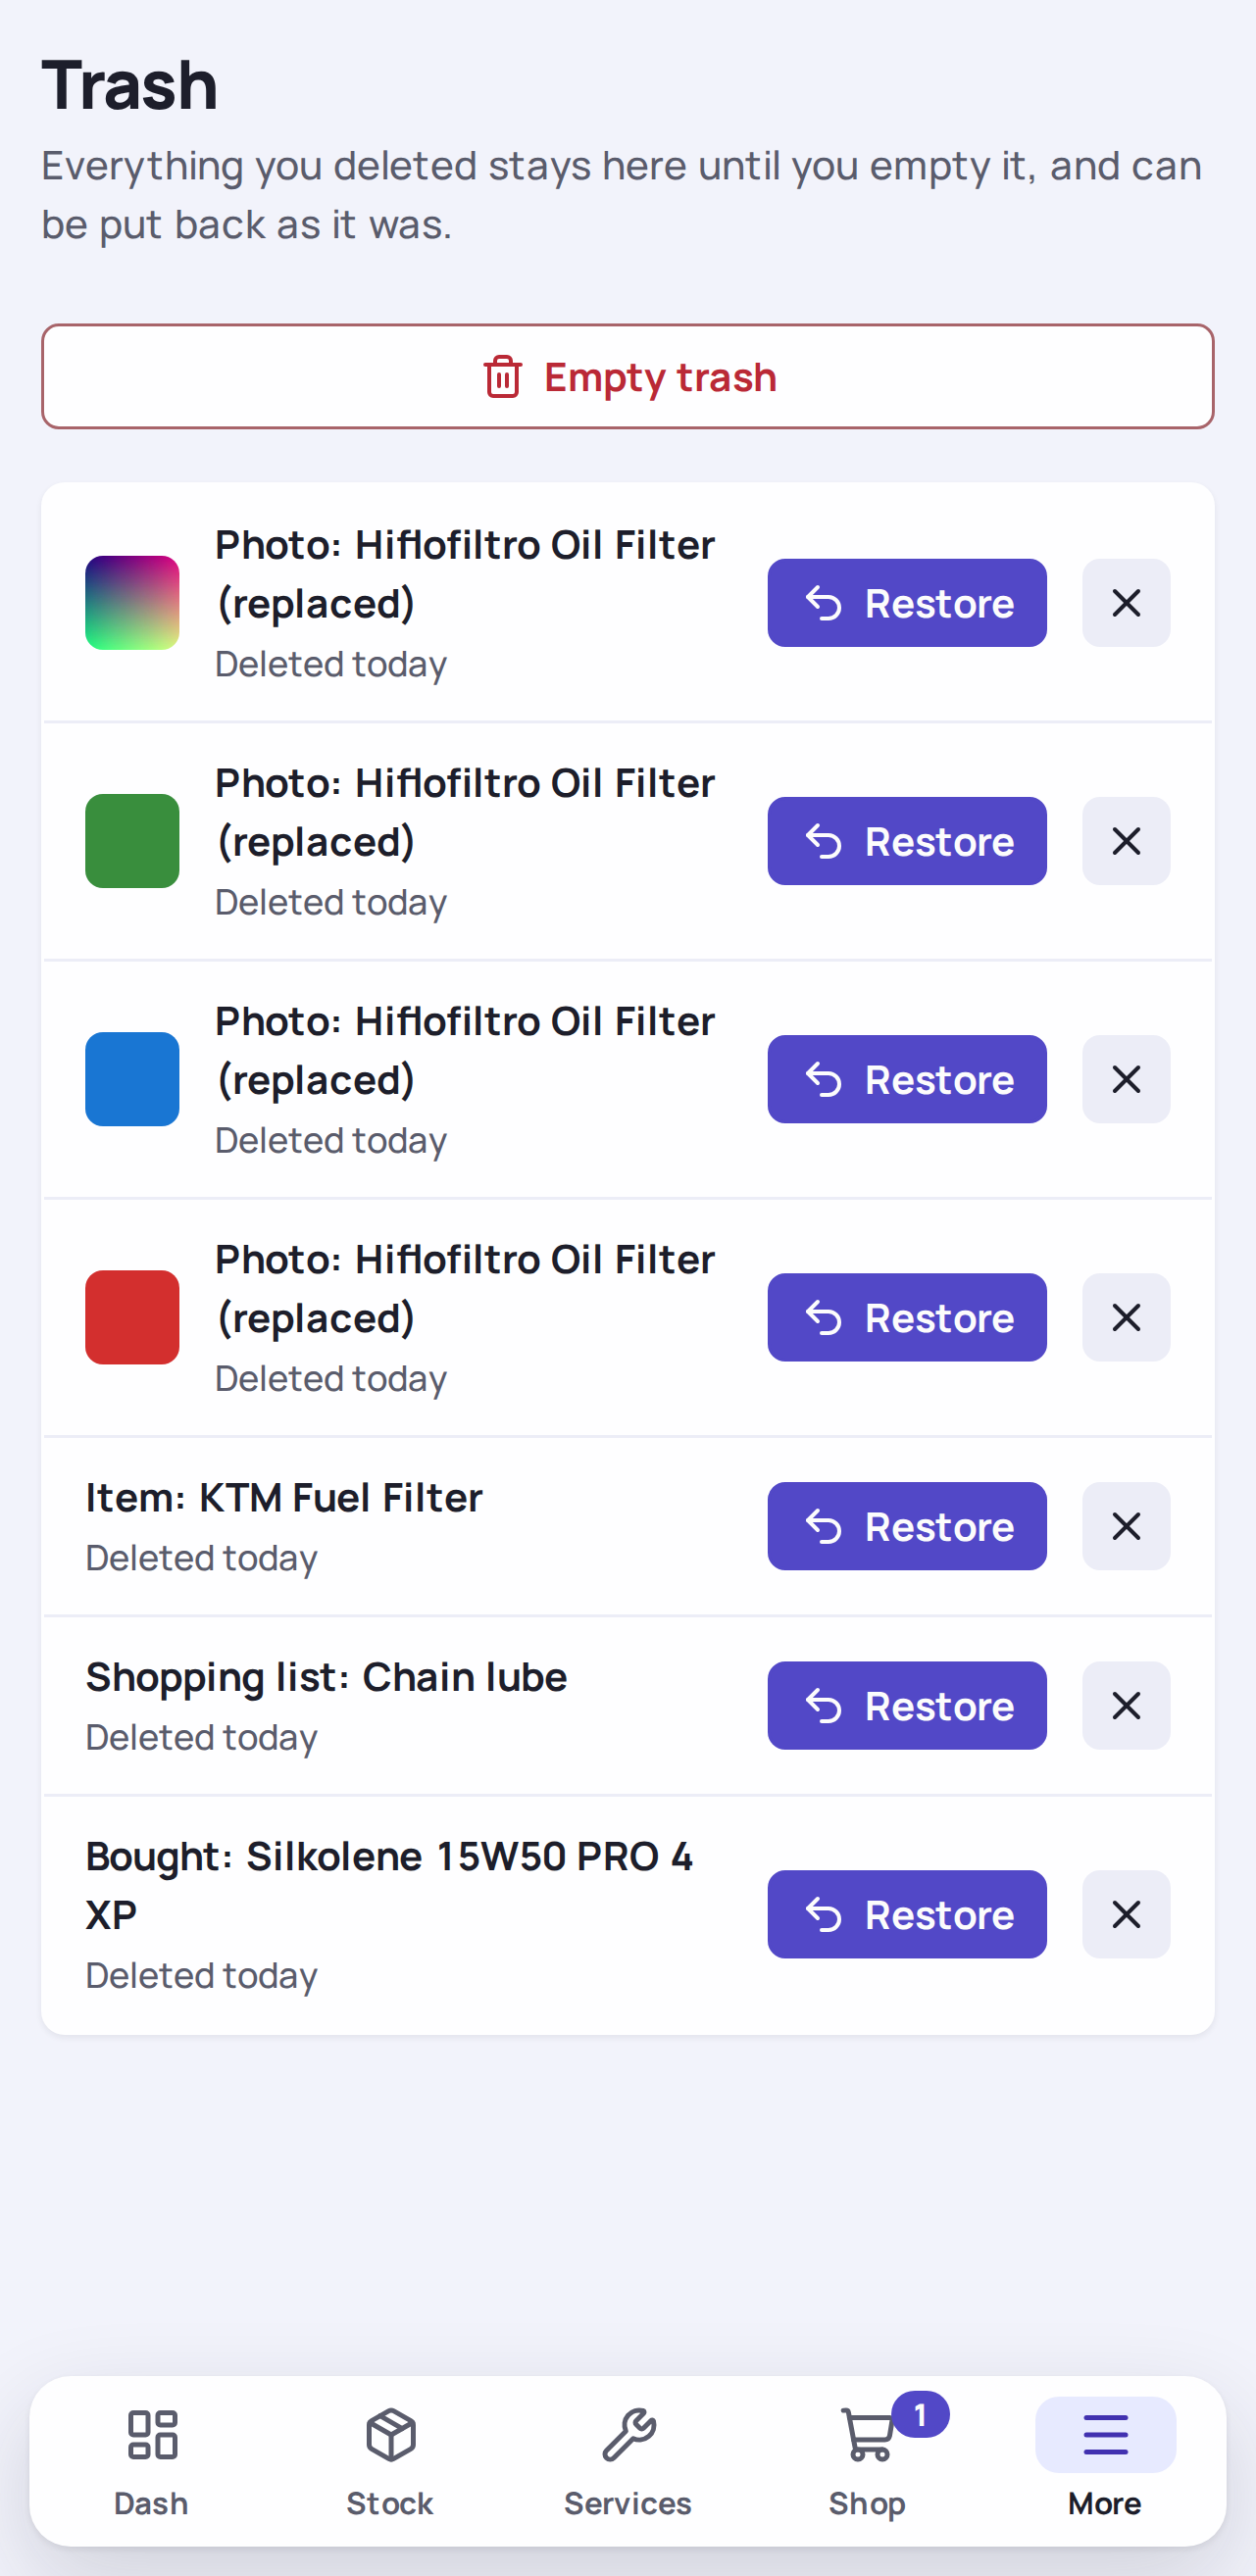 Trash
Everything you deleted stays here until you empty it, and can
be put back as it was.
Empty trash
Photo: Hiflofiltro Oil Filter
(replaced)
Deleted today
Restore
Photo: Hiflofiltro Oil Filter
(replaced)
Deleted today
Restore
Photo: Hiflofiltro Oil Filter
(replaced)
Deleted today
Restore
Photo: Hiflofiltro Oil Filter
(replaced)
Deleted today
Restore
Item: KTM Fuel Filter
Deleted today
Restore
Shopping list: Chain lube
Deleted today
Restore
Bought: Silkolene 15W50 PRO 4
XP
Deleted today
Restore
1
Dash
Stock
Services
Shop
More